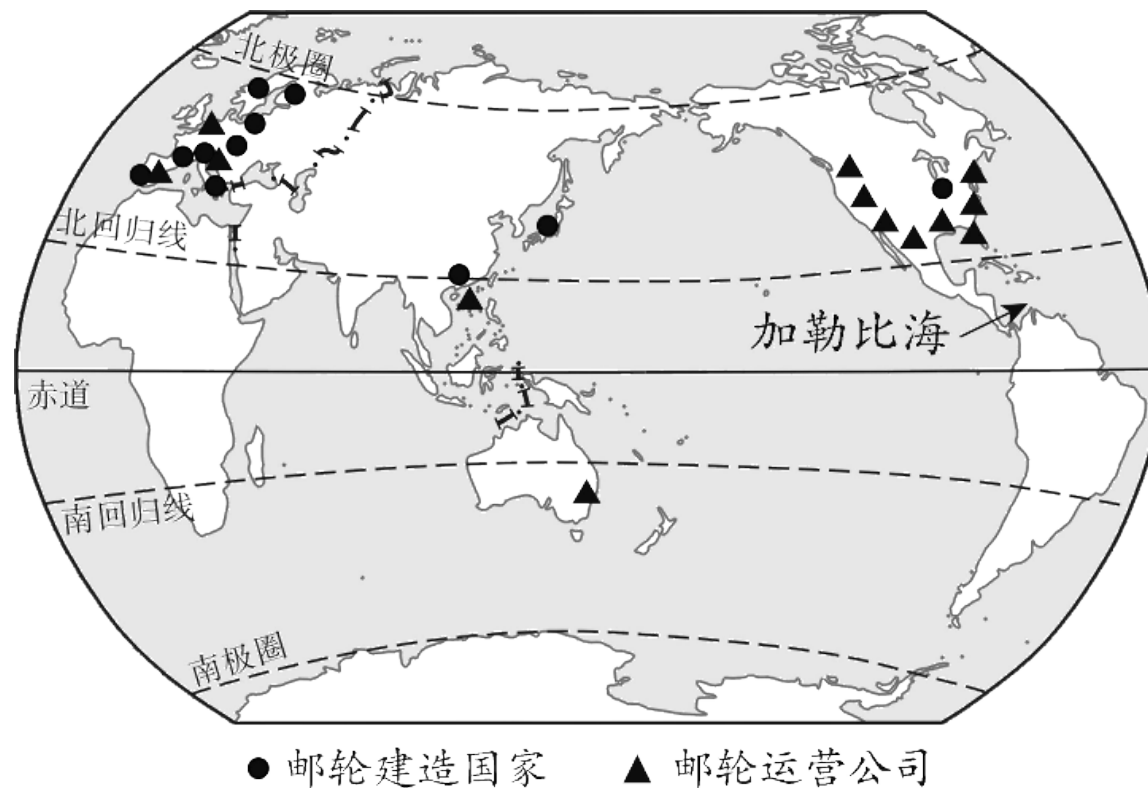 北极圈
北回归线
加勒比海
赤道
南回归线
南极圈
邮轮建造国家
邮轮运营公司